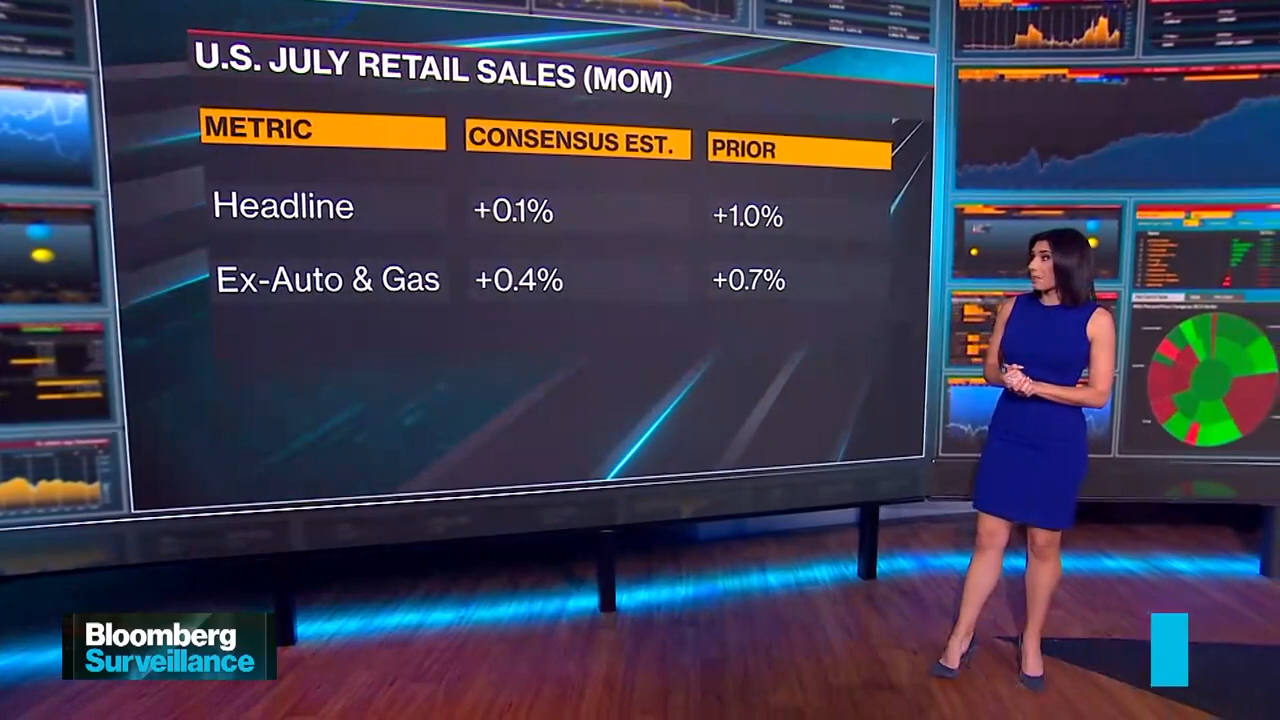 U.S. JULY RETAIL SALES (MOM)
METRIC CONSENSUS EST. PRIOR
Headline +0.1% +1.0%
Ex-Auto & Gas +0.4% +0.7%
Bloomberg
Surveillance